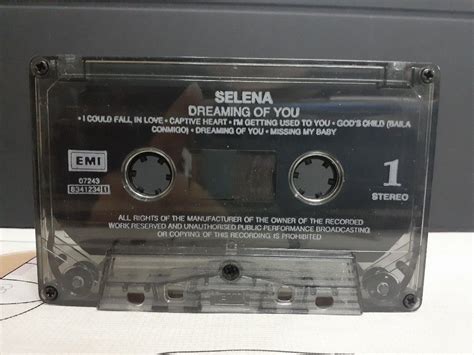 SELENA
DREAMING OF YOU
• I COULD FALL IN LOVE • CAPTIVE HEART • I'M GETTING USED TO YOU • GOD'S CHILD (BAILA
CONMIGO) • DREAMING OF YOU • MISSING MY BABY
EMI
07243
8341234
1
STEREO
ALL RIGHTS OF THE MANUFACTURER OF THE OWNER OF THE RECORDED
WORK RESERVED AND UNAUTHORISED PUBLIC PERFORMANCE BROADCASTING
OR COPYING OF THIS RECORDING IS PROHIBITED